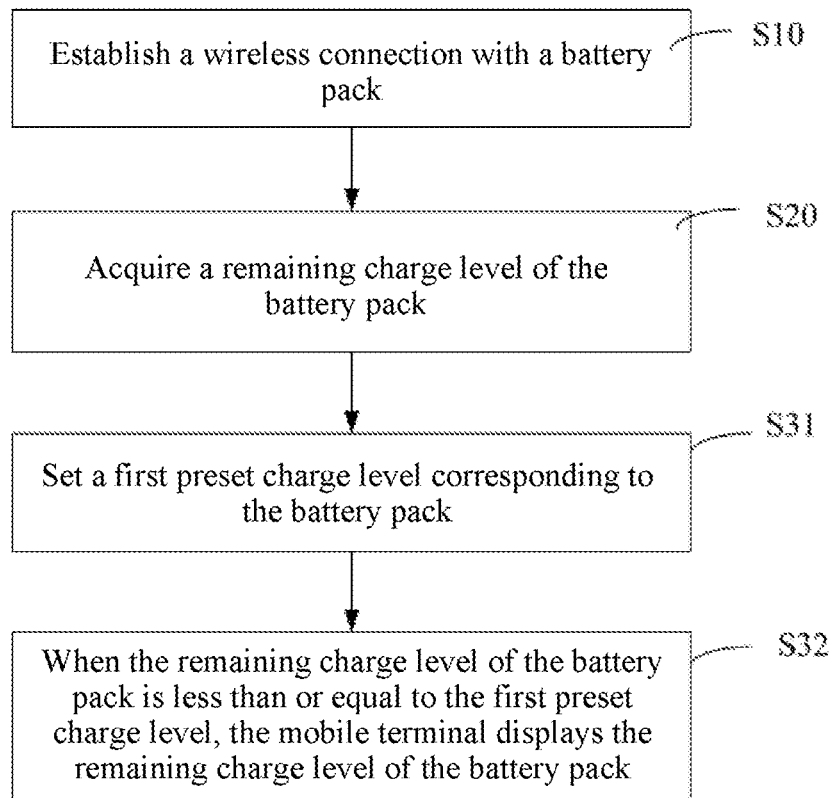 Establish a wireless connection with a battery
pack
S10
Acquire a remaining charge level of the
battery pack
S20
Set a first preset charge level corresponding to
the battery pack
S31
When the remaining charge level of the battery
pack is less than or equal to the first preset
charge level, the mobile terminal displays the
remaining charge level of the battery pack
S32